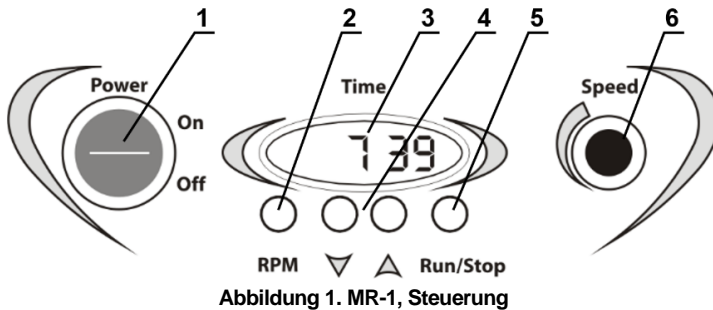 1 2 3 4 5 6
Power Time Speed
On
7 39
Off
RPM Run/Stop
Abbildung 1. MR-1, Steuerung